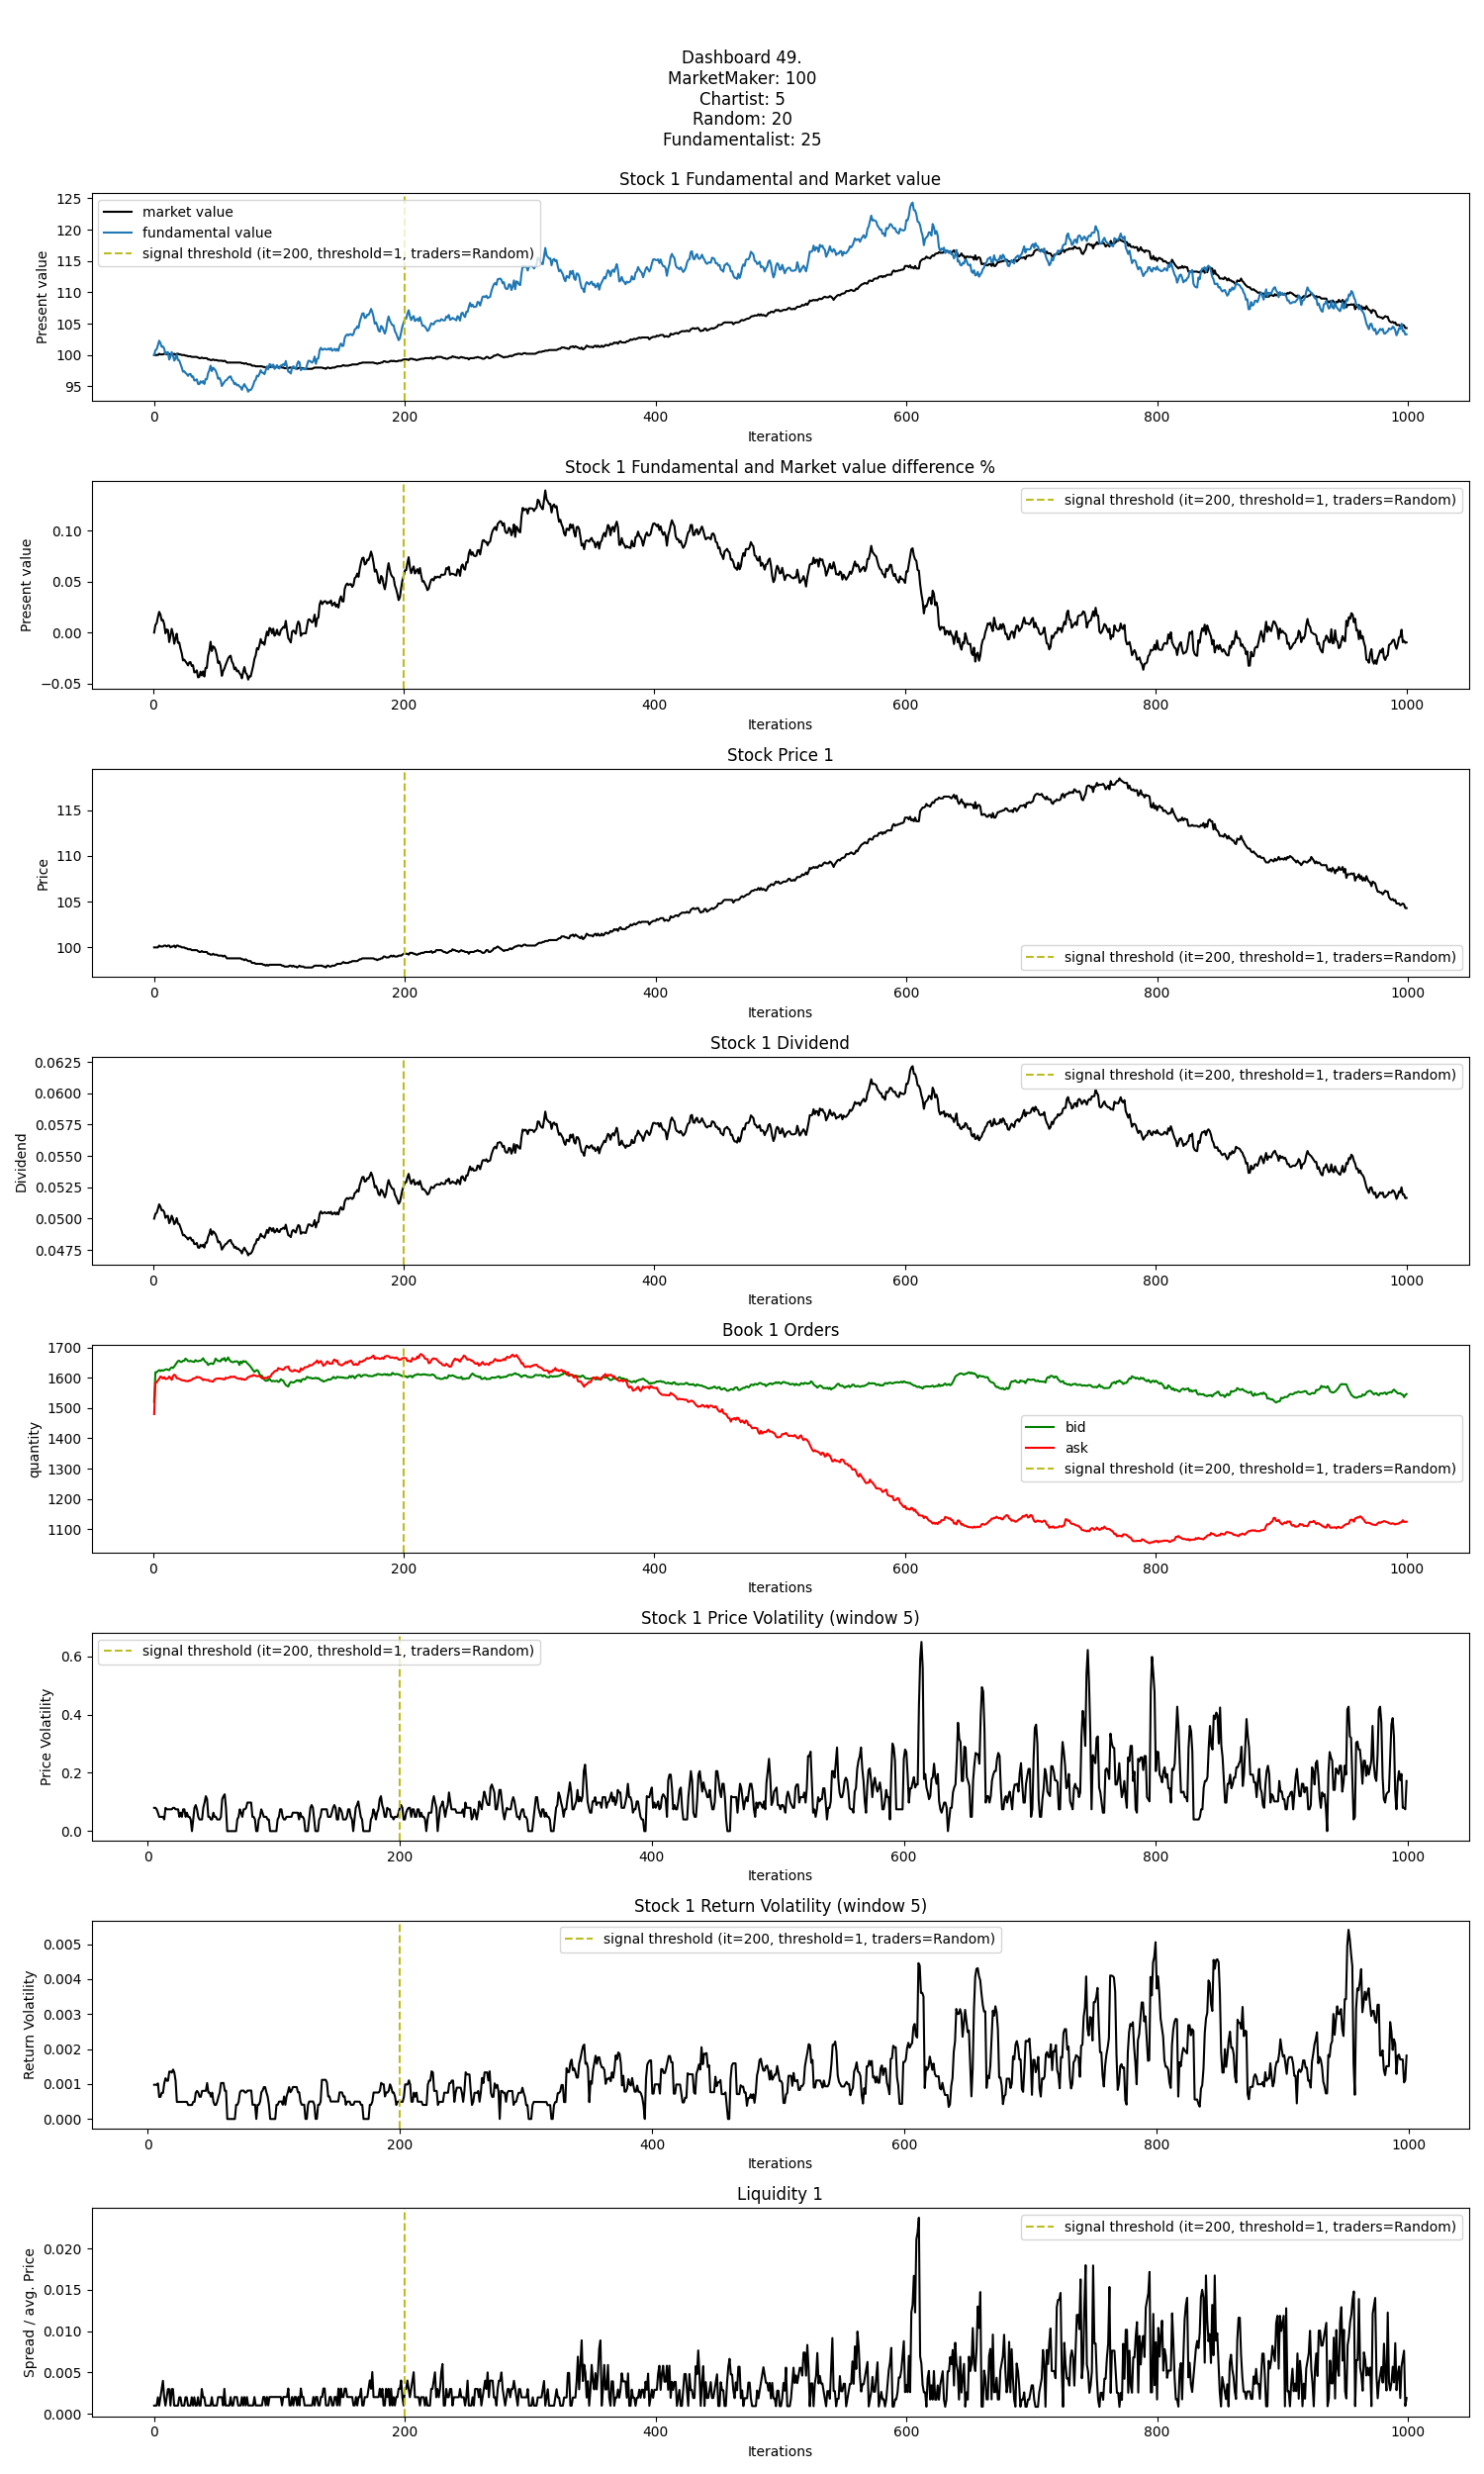 Dashboard 49.
MarketMaker: 100
Chartist: 5
Random: 20
Fundamentalist: 25
Stock 1 Fundamental and Market value
market value
fundamental value
signal threshold (it=200, threshold=1, traders=Random)
Present value
125
120
115
110
105
100
95
0 200 400 600 800 1000
Iterations
Stock 1 Fundamental and Market value difference %
signal threshold (it=200, threshold=1, traders=Random)
Present value
0.10
0.05
0.00
−0.05
0 200 400 600 800 1000
Iterations
Stock Price 1
Price
115
110
105
100
signal threshold (it=200, threshold=1, traders=Random)
0 200 400 600 800 1000
Iterations
Stock 1 Dividend
signal threshold (it=200, threshold=1, traders=Random)
Dividend
0.0625
0.0600
0.0575
0.0550
0.0525
0.0500
0.0475
0 200 400 600 800 1000
Iterations
Book 1 Orders
quantity
1700
1600
1500
1400
1300
1200
1100
bid
ask
signal threshold (it=200, threshold=1, traders=Random)
0 200 400 600 800 1000
Iterations
Stock 1 Price Volatility (window 5)
signal threshold (it=200, threshold=1, traders=Random)
Price Volatility
0.6
0.4
0.2
0.0
0 200 400 600 800 1000
Iterations
Stock 1 Return Volatility (window 5)
signal threshold (it=200, threshold=1, traders=Random)
Return Volatility
0.005
0.004
0.003
0.002
0.001
0.000
0 200 400 600 800 1000
Iterations
Liquidity 1
signal threshold (it=200, threshold=1, traders=Random)
Spread / avg. Price
0.020
0.015
0.010
0.005
0.000
0 200 400 600 800 1000
Iterations